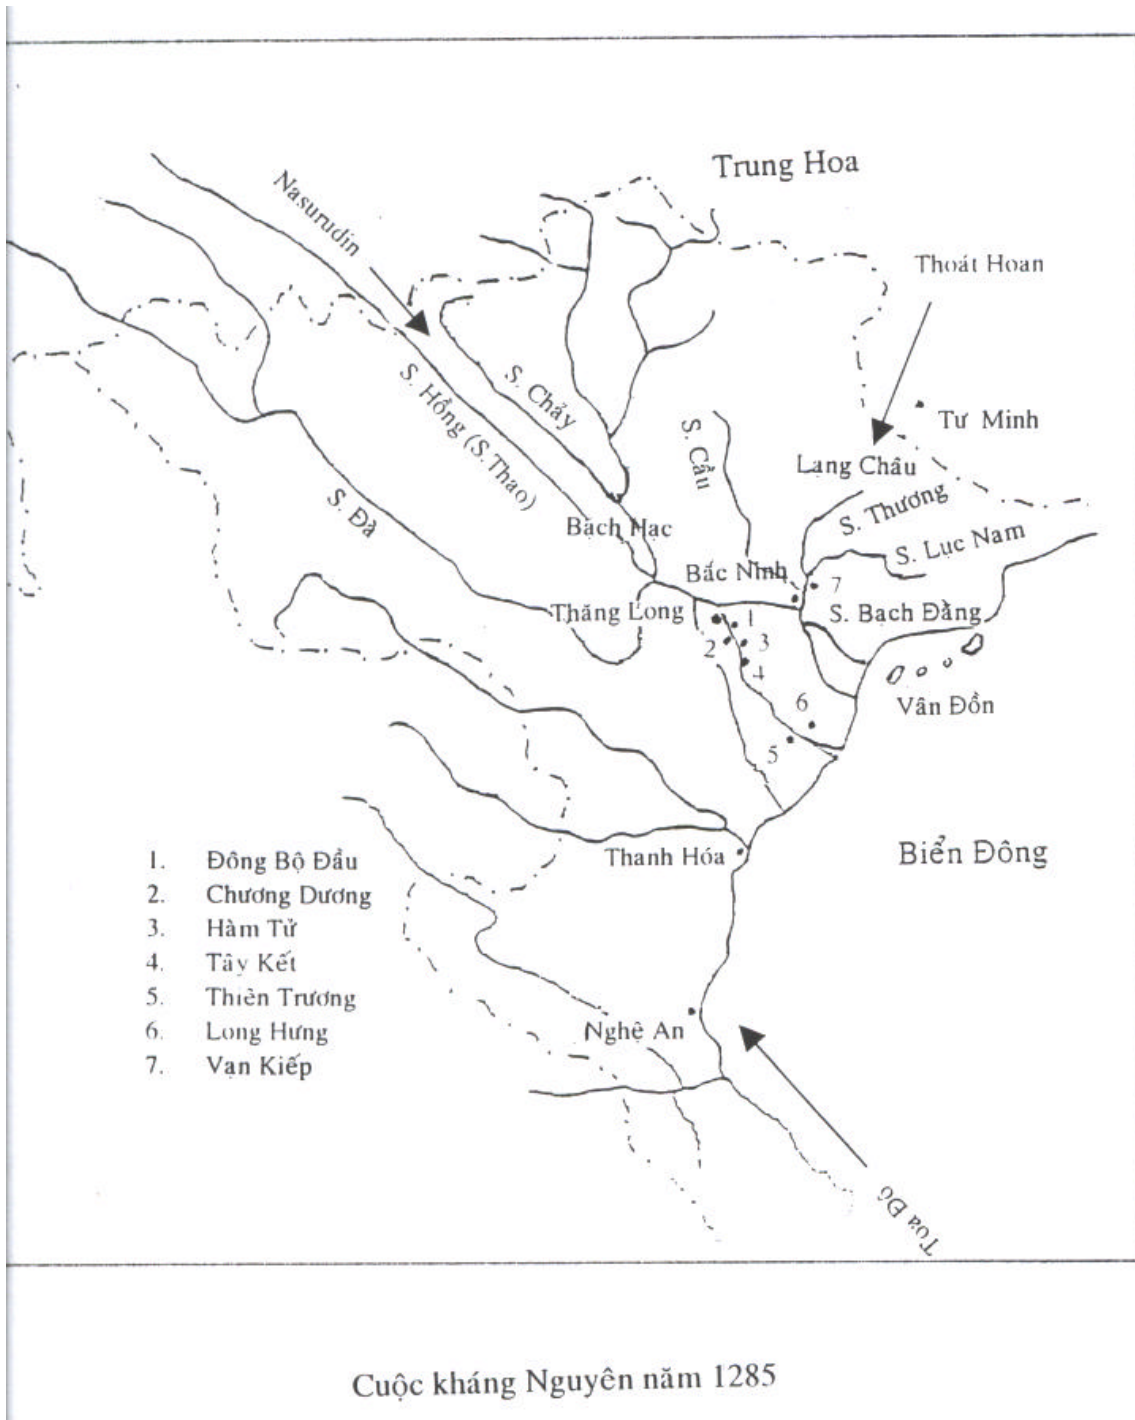 Trung Hoa
Nasurudin
Thoát Hoan
S. Chảy
S. Hồng (S.Thao)
Tư Minh
S. Cầu
Lạng Châu
S. Đà
S. Thương
Bạch Hạc
S. Lục Nam
Bắc Ninh
7
Thăng Long
1
S. Bạch Đằng
2
3
4
6
Vân Đồn
5
Thanh Hóa
Biển Đông
1. Đông Bộ Đầu
2. Chương Dương
3. Hàm Tử
4. Tây Kết
5. Thiên Trương
6. Long Hưng
7. Vạn Kiếp
Nghệ An
Toa Đô
Cuộc kháng Nguyên năm 1285